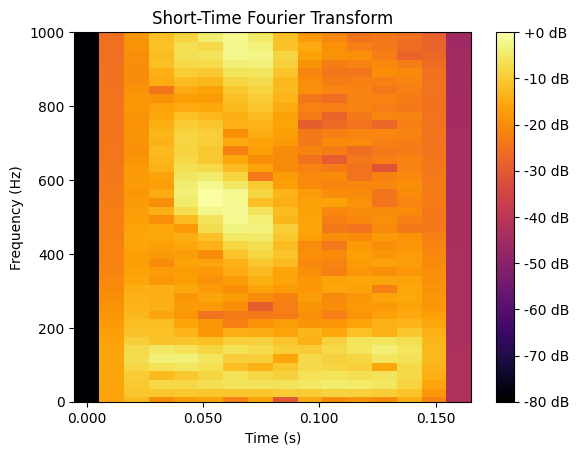 Short-Time Fourier Transform
Frequency (Hz)
1000
800
600
400
200
0
0.000
0.050
0.100
0.150
Time (s)
+0 dB
-10 dB
-20 dB
-30 dB
-40 dB
-50 dB
-60 dB
-70 dB
-80 dB